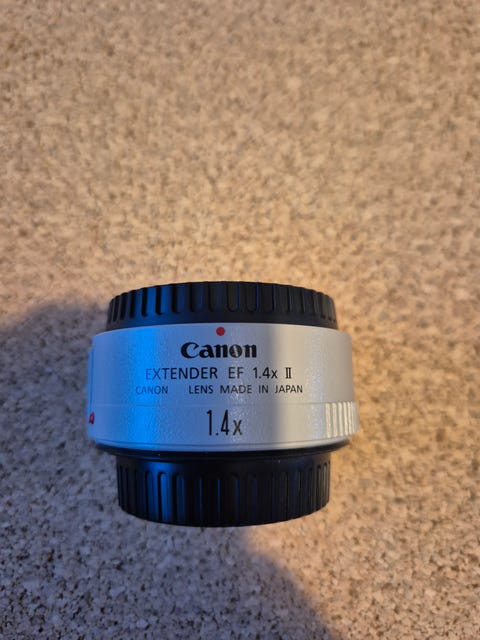 Canon
EXTENDER EF 1.4x II
CANON LENS MADE IN JAPAN
1.4x